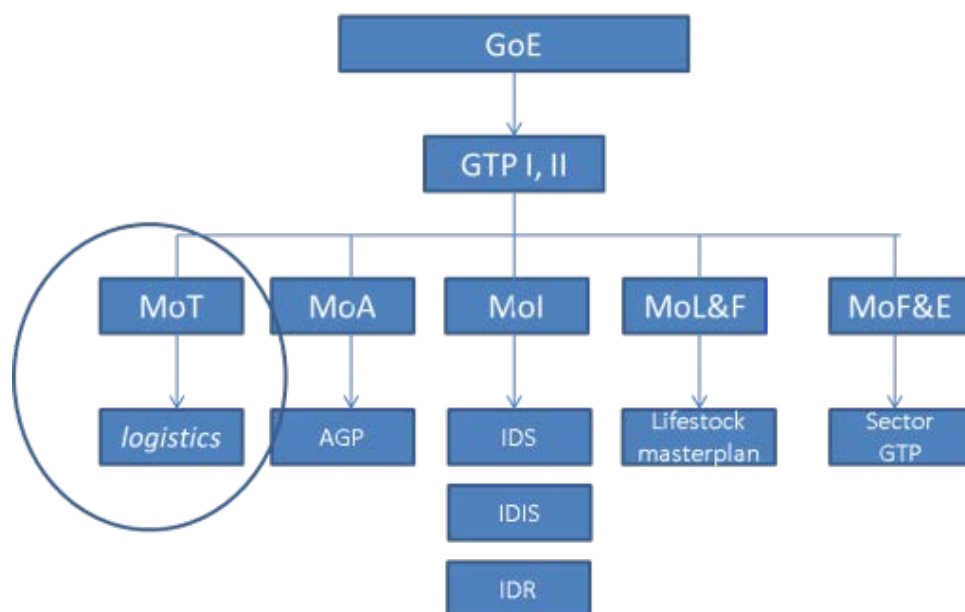 GoE
GTP I, II
MoT
MoA
MoI
MoL&F
MoF&E
logistics
AGP
IDS
Lifestock
masterplan
Sector
GTP
IDIS
IDR